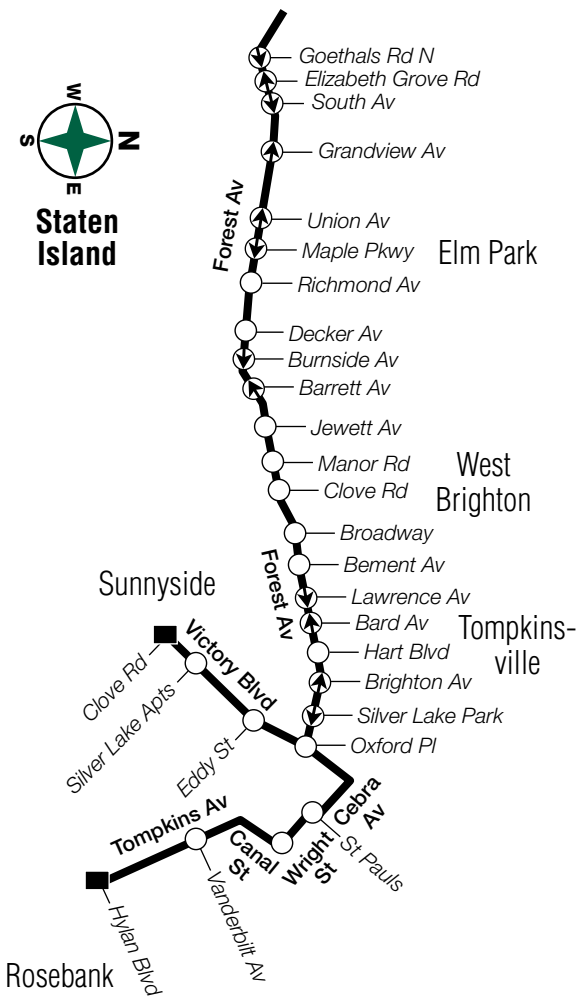 Goethals Rd N
Elizabeth Grove Rd
South Av
W
N
S
E
Staten
Island
Grandview Av
Forest Av
Union Av
Maple Pkwy
Elm Park
Richmond Av
Decker Av
Burnside Av
Barrett Av
Jewett Av
Manor Rd
West
Brighton
Clove Rd
Broadway
Forest Av
Bement Av
Lawrence Av
Bard Av
Tompkins-
ville
Hart Blvd
Brighton Av
Silver Lake Park
Oxford Pl
Sunnyside
Victory Blvd
Clove Rd
Silver Lake Apts
Eddy St
Cebra
Av
St Pauls
Wright
St
Canal
St
Tompkins Av
Vanderbilt Av
Hylan Blvd
Rosebank